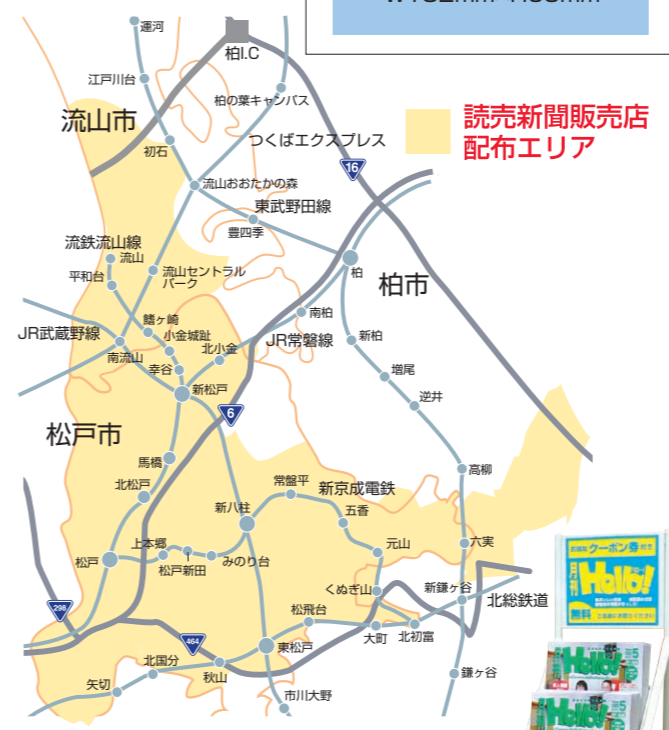 運河
柏I.C
江戸川台
柏の葉キャンパス
流山市
読売新聞販売店
配布エリア
つくばエクスプレス
初石
16
流山おおたかの森
東武野田線
豊四季
流鉄流山線
流山
平和台
流山セントラル
パーク
柏
柏市
南柏
鰭ヶ崎
JR武蔵野線
小金城趾
JR常磐線
新柏
北小金
南流山
幸谷
増尾
新松戸
逆井
6
松戸市
馬橋
高柳
常盤平
新京成電鉄
北松戸
新八柱
五香
上本郷
元山
六実
松戸
松戸新田
みのり台
くぬぎ山
新鎌ヶ谷
北総鉄道
298
松飛台
464
大町
北初富
東松戸
北国分
秋山
鎌ヶ谷
矢切
市川大野
クーポン券付き
月刊
Hello!
無料
Hello!
5
Hello!
5